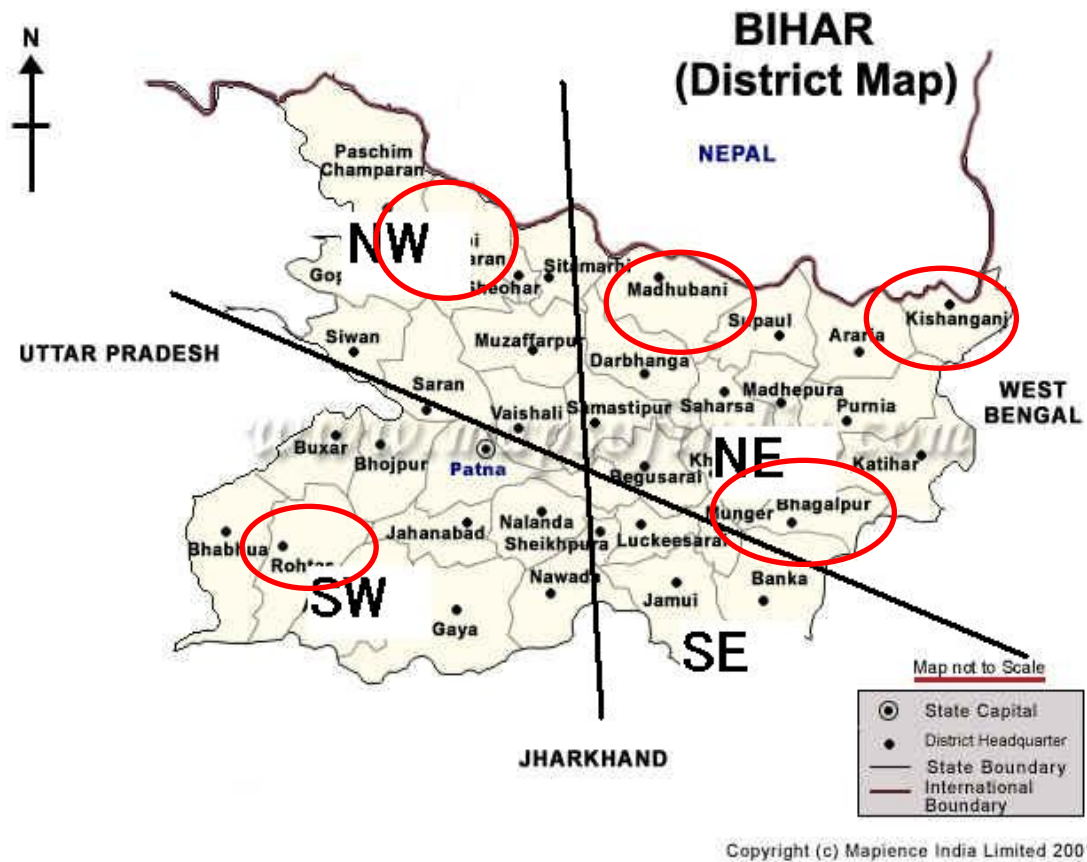 BIHAR
(District Map)
N
NEPAL
Paschim
Champaran
NW
Sitamarhi
Sheohar
Madhubani
Supaul
Araria
Kishanganj
Siwan
Muzaffarpur
Darbhanga
UTTAR PRADESH
WEST
BENGAL
Saran
Vaishali
Samastipur
Saharsa
Madhepura
Purnia
Buxar
Bhojpur
Patna
Begusarai
NE
Katihar
Munger
Bhagalpur
Bhabhua
Rohtas
Jahanabad
Nalanda
Sheikhpura
Luckeesarai
SW
Gaya
Nawada
Jamui
Banka
SE
JHARKHAND
Map not to Scale
State Capital
District Headquarter
State Boundary
International
Boundary
Copyright (c) Mapience India Limited 200